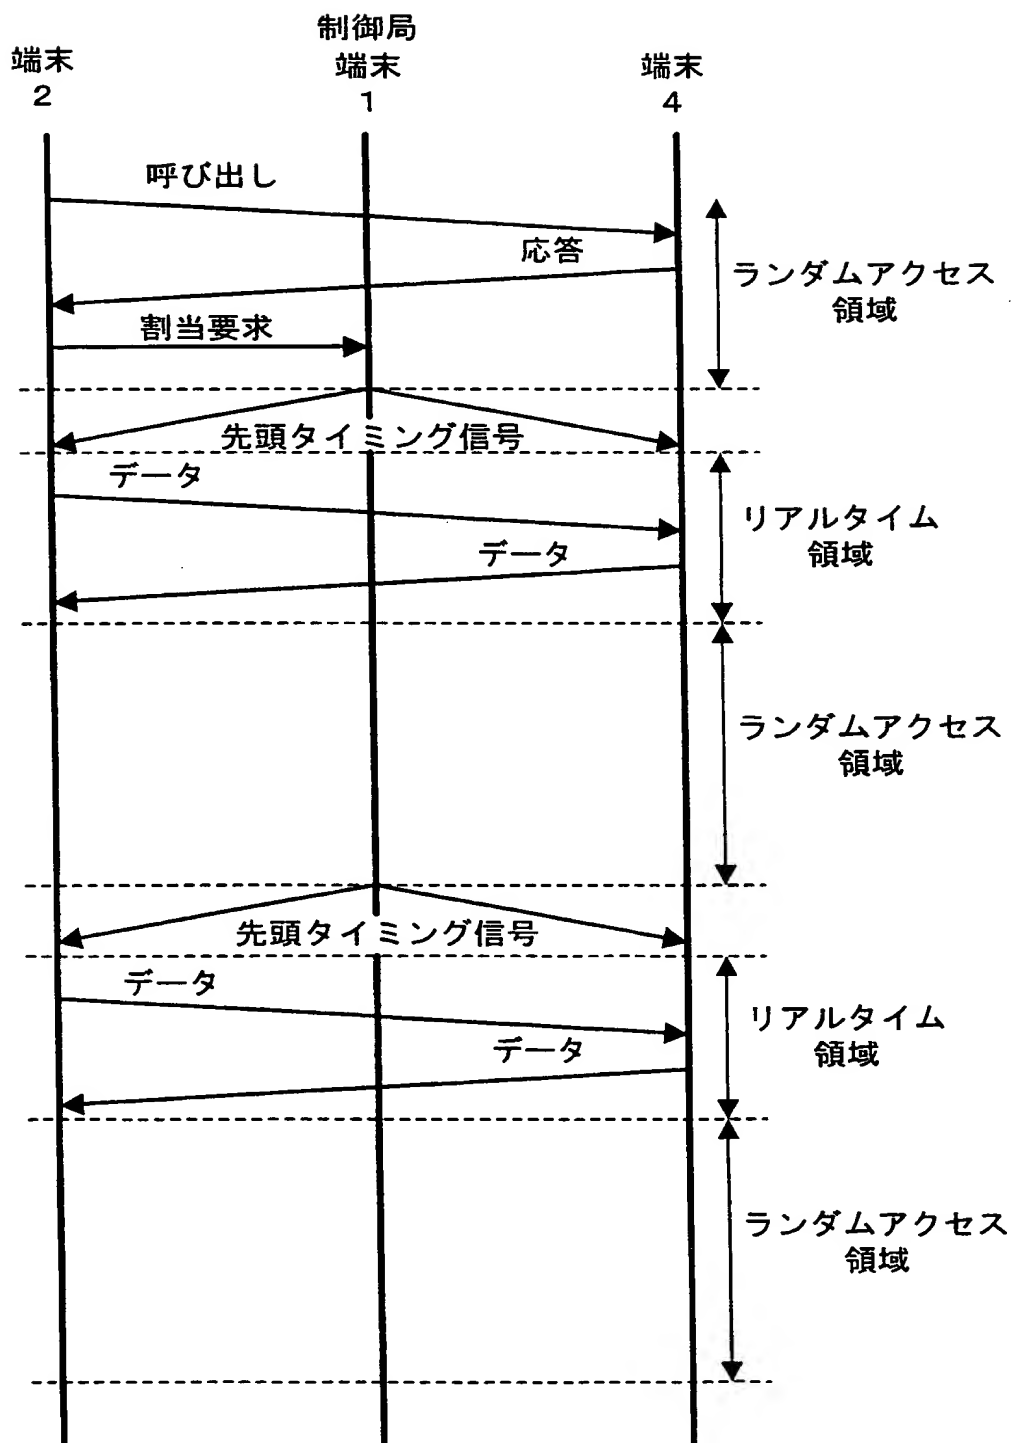 制御局
端末
2
端末
1
端末
4
呼び出し
応答
ランダムアクセス
領域
割当要求
先頭タイミング信号
データ
リアルタイム
領域
データ
ランダムアクセス
領域
先頭タイミング信号
データ
リアルタイム
領域
データ
ランダムアクセス
領域